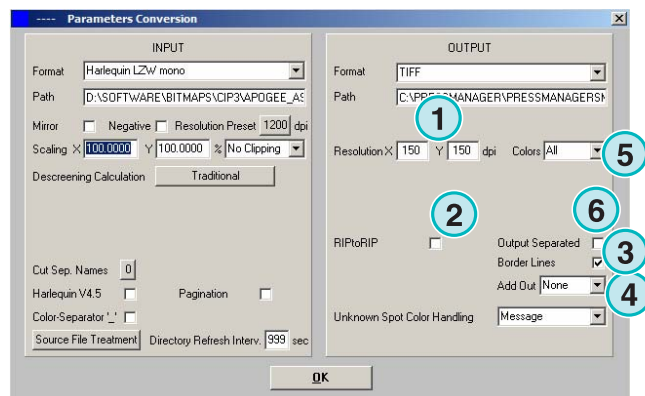 ---- Parameters Conversion
INPUT
Format Harlequin LZW mono
Path D:\SOFTWARE\BITMAPS\CIP3\APOGEE_AS
Mirror Negative Resolution Preset 1200 dpi
Scaling X 100.0000 Y 100.0000 % No Clipping
Descreening Calculation Traditional
Cut Sep. Names 0
Harlequin V4.5 Pagination
Color-Separator '_'
Source File Treatment Directory Refresh Interv. 999 sec
OUTPUT
Format TIFF
Path C:\PRESSMANAGER\PRESSMANAGERSM
1
Resolution X 150 Y 150 dpi Colors All 5
2 6
RIPtoRIP Output Separated
Border Lines 3
Add Out None 4
Unknown Spot Color Handling Message
OK